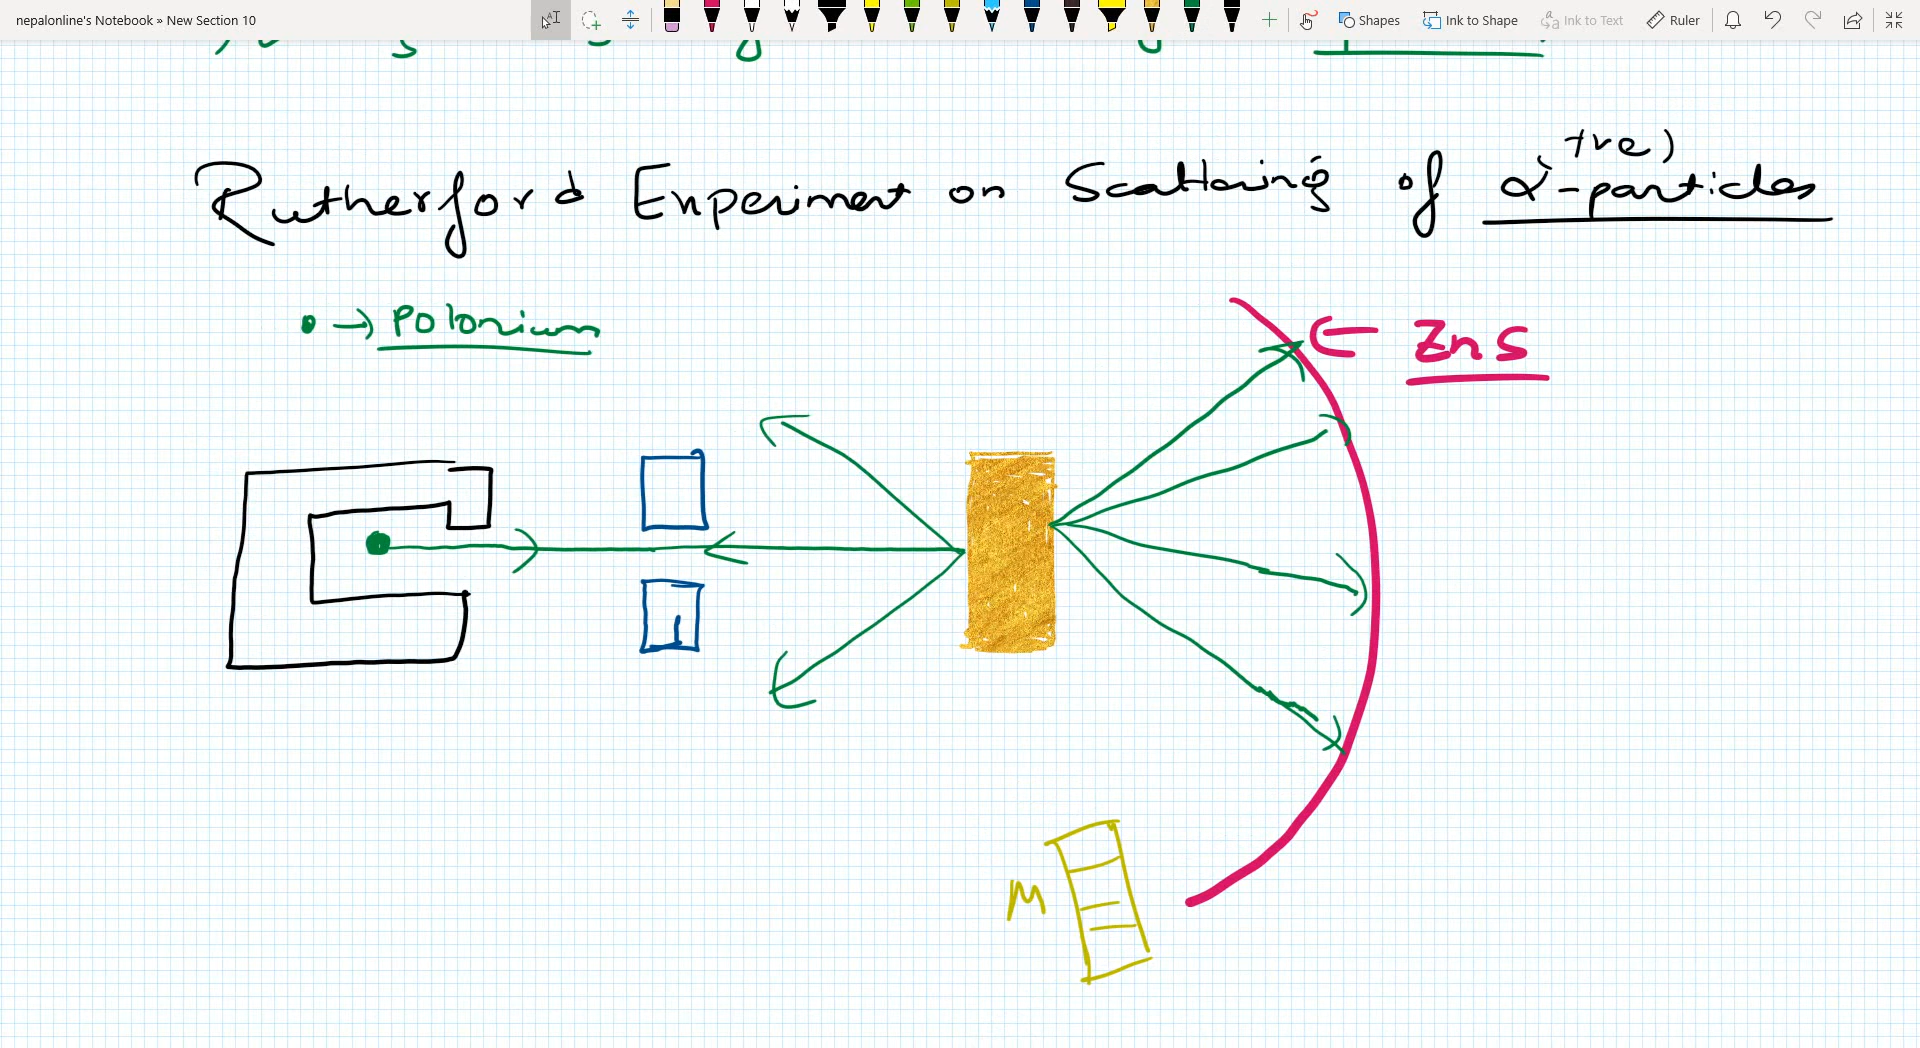 nepalonline's Notebook » New Section 10
Shapes
Ink to Shape
Ink to Text
Ruler
+ve)
Rutherford Experiment on Scattering of α-particles
→ Polonium
ZnS
M